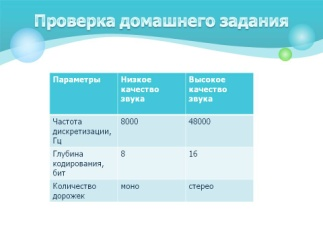 Проверка домашнего задания
Параметры Низкое качество звука Высокое качество звука
Частота дискретизации, Гц 8000 48000
Глубина кодирования, бит 8 16
Количество дорожек моно стерео